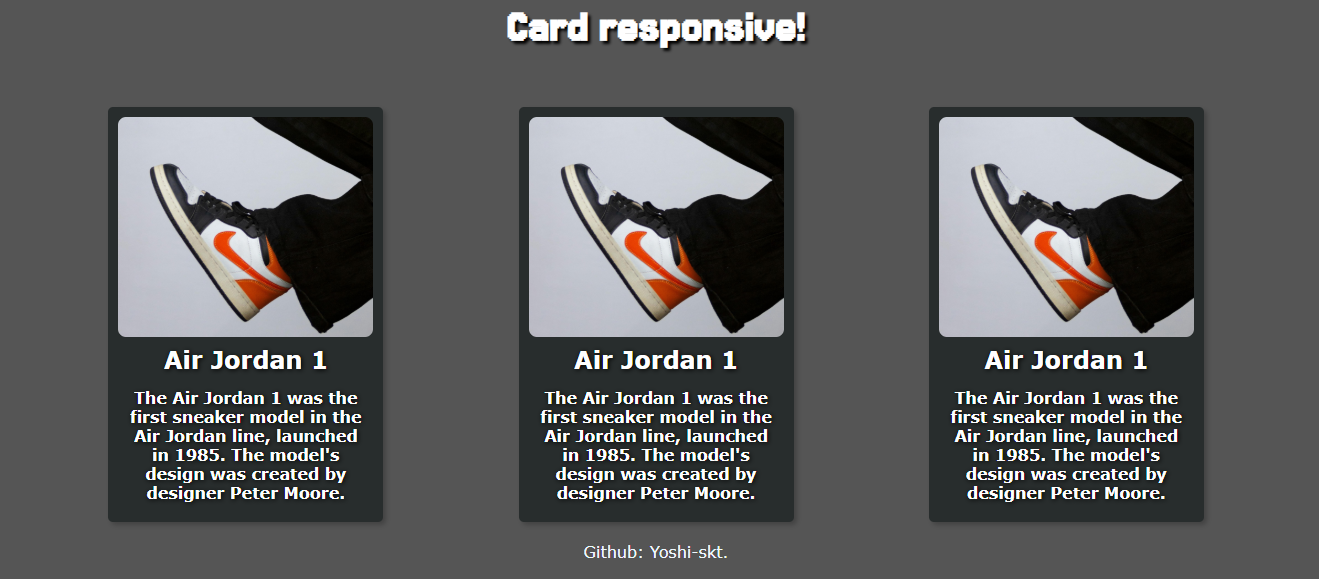 Card responsive!
Air Jordan 1
The Air Jordan 1 was the
first sneaker model in the
Air Jordan line, launched
in 1985. The model's
design was created by
designer Peter Moore.
Air Jordan 1
The Air Jordan 1 was the
first sneaker model in the
Air Jordan line, launched
in 1985. The model's
design was created by
designer Peter Moore.
Air Jordan 1
The Air Jordan 1 was the
first sneaker model in the
Air Jordan line, launched
in 1985. The model's
design was created by
designer Peter Moore.
Github: Yoshi-skt.